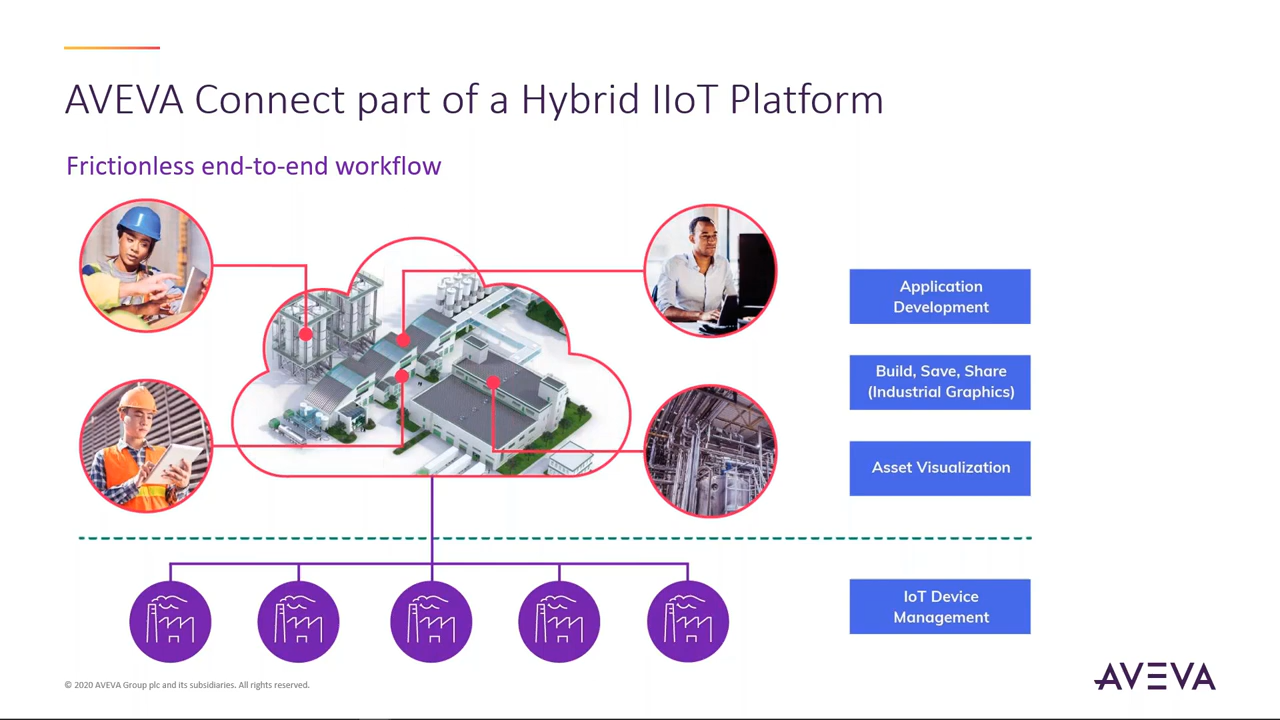 AVEVA Connect part of a Hybrid IIoT Platform
Frictionless end-to-end workflow
Application
Development
Build, Save, Share
(Industrial Graphics)
Asset Visualization
IoT Device
Management
© 2020 AVEVA Group plc and its subsidiaries. All rights reserved.
AVEVA